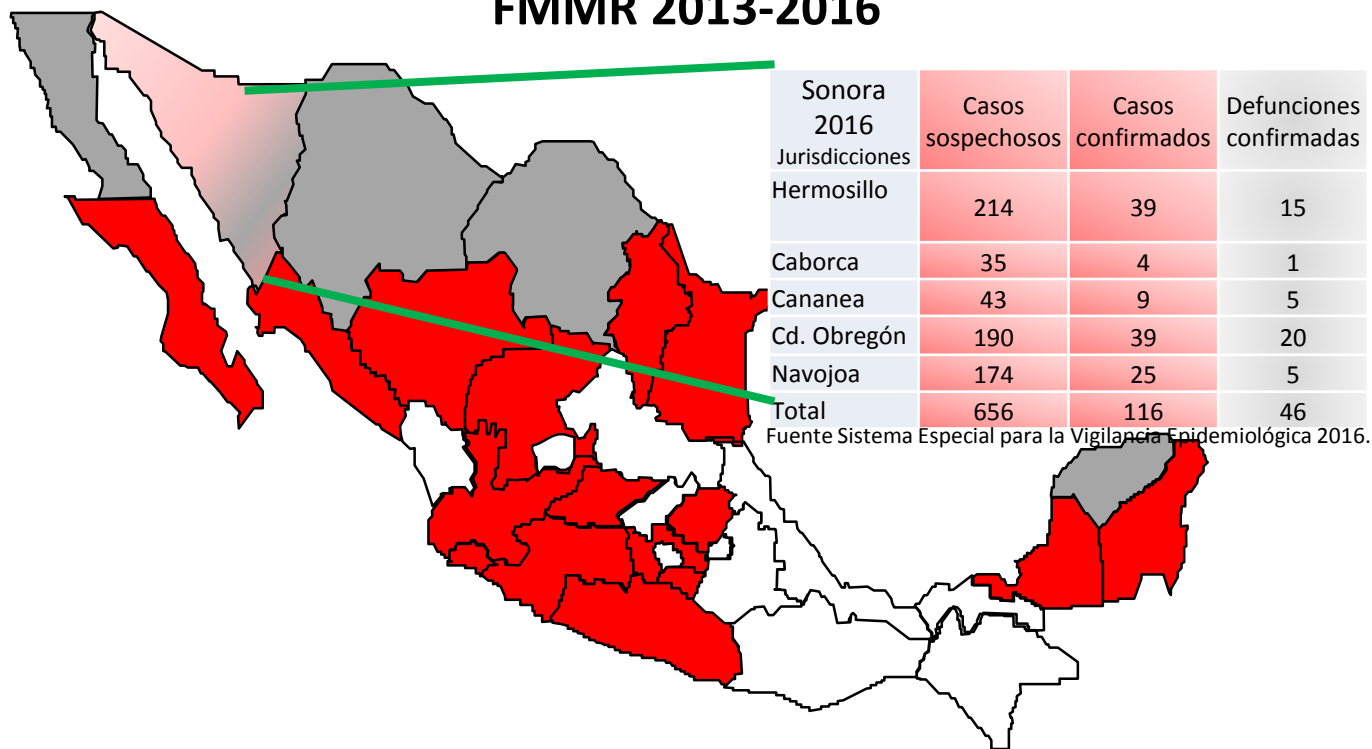 FMMR 2013-2016
Sonora
2016
Jurisdicciones
Casos
sospechosos
Casos
confirmados
Defunciones
confirmadas
Hermosillo 214 39 15
Caborca 35 4 1
Cananea 43 9 5
Cd. Obregón 190 39 20
Navojoa 174 25 5
Total 656 116 46
Fuente Sistema Especial para la Vigilancia Epidemiológica 2016.